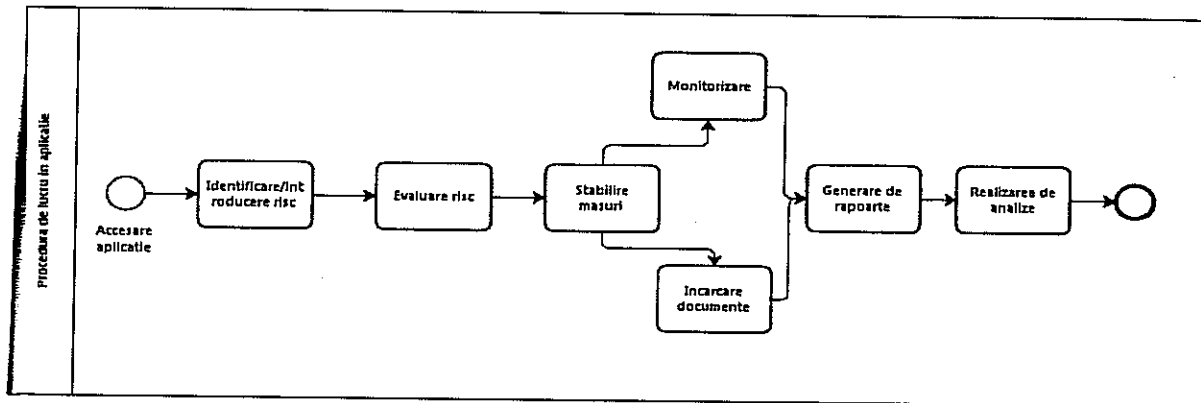 Procedura de lucru in aplicatie
Accesare
aplicatie
Identificare/int
roducere risc
Evaluare risc
Stabilire
masuri
Monitorizare
Incarcare
documente
Generare de
rapoarte
Realizarea de
analize